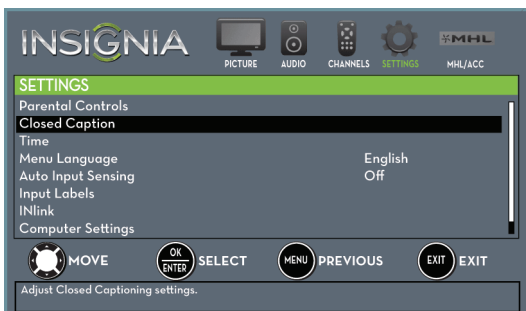 INSIGNIA
PICTURE AUDIO CHANNELS SETTINGS MHL MHL/ACC
SETTINGS
Parental Controls
Closed Caption
Time
Menu Language English
Auto Input Sensing Off
Input Labels
INlink
Computer Settings
MOVE OK ENTER SELECT MENU PREVIOUS EXIT EXIT
Adjust Closed Captioning settings.